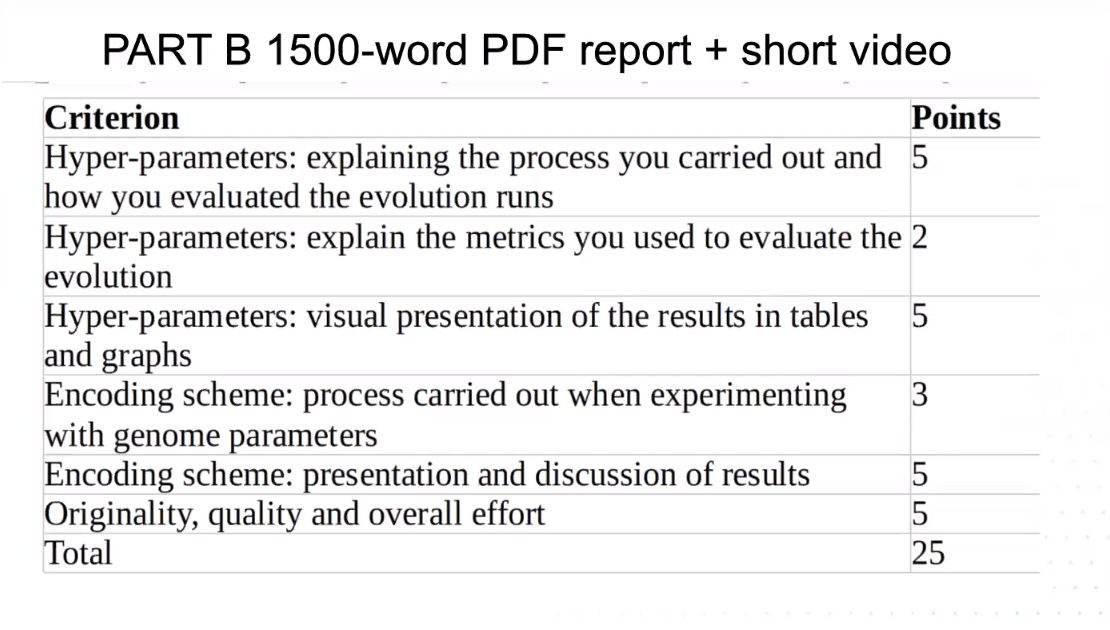 PART B 1500-word PDF report + short video
Criterion Points
Hyper-parameters: explaining the process you carried out and 5
how you evaluated the evolution runs
Hyper-parameters: explain the metrics you used to evaluate the 2
evolution
Hyper-parameters: visual presentation of the results in tables 5
and graphs
Encoding scheme: process carried out when experimenting 3
with genome parameters
Encoding scheme: presentation and discussion of results 5
Originality, quality and overall effort 5
Total 25